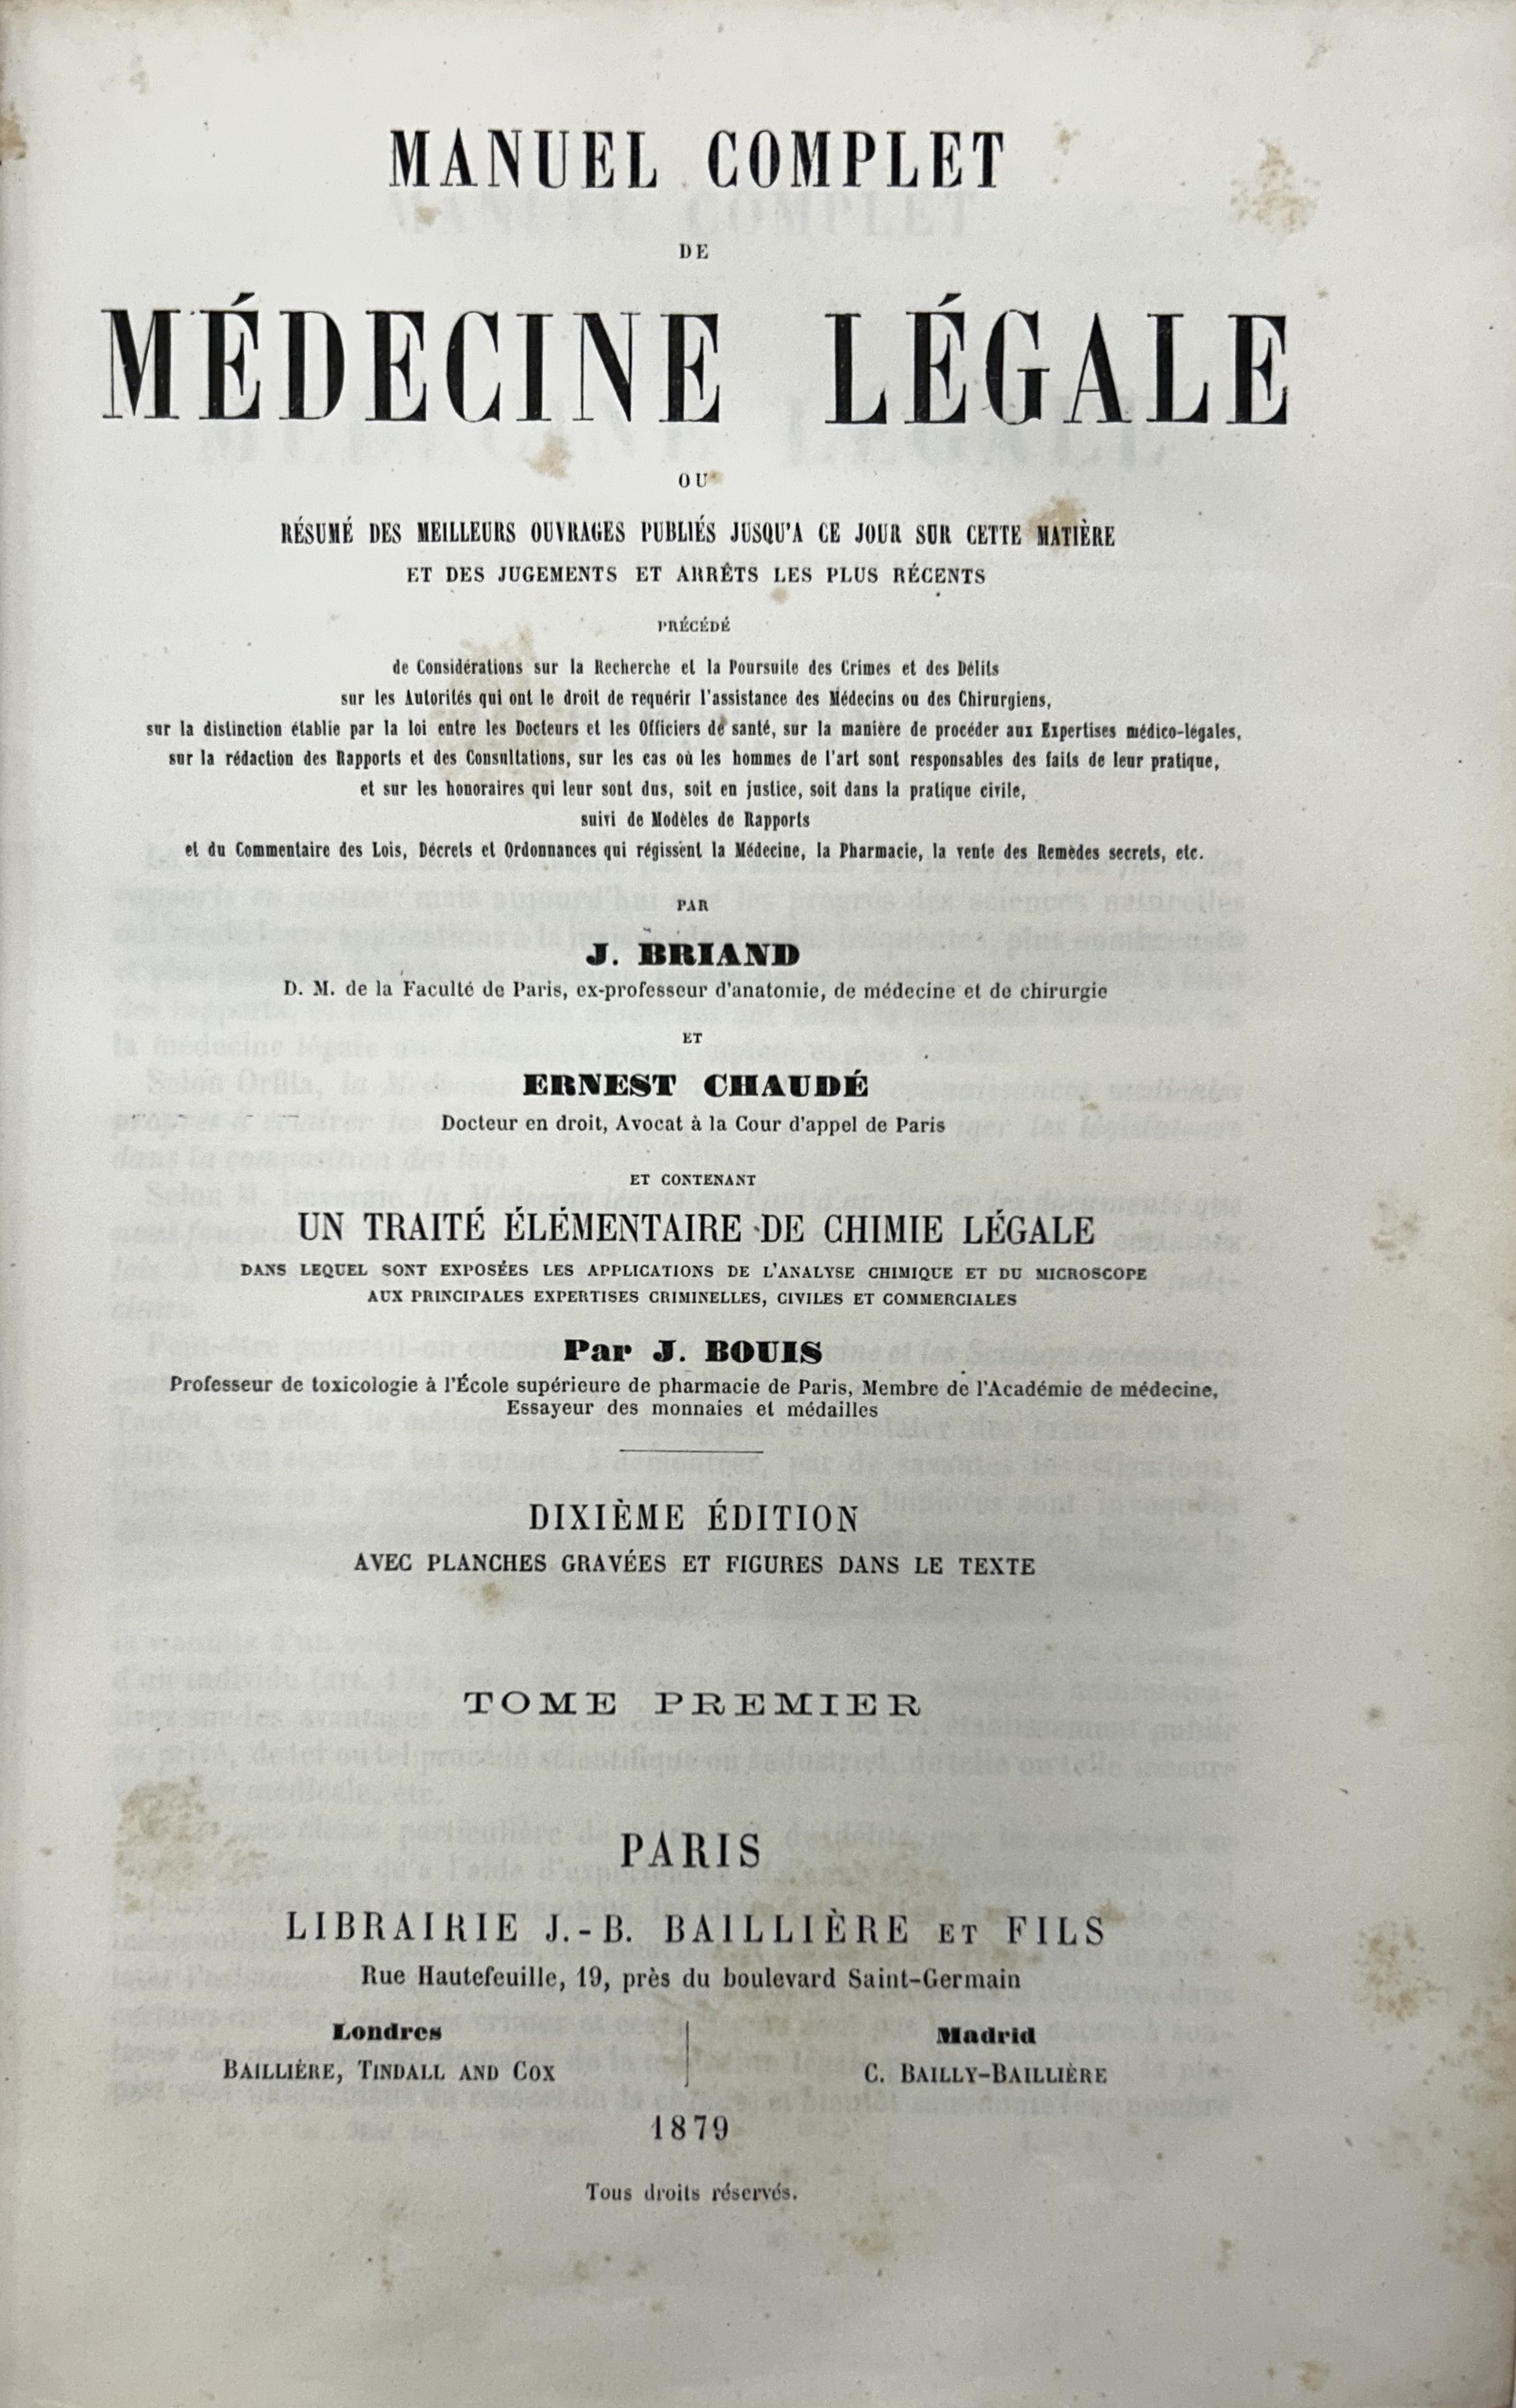 MANUEL COMPLET
DE
MÉDECINE LÉGALE
OU
RÉSUMÉ DES MEILLEURS OUVRAGES PUBLIÉS JUSQU'A CE JOUR SUR CETTE MATIÈRE
ET DES JUGEMENTS ET ARRÊTS LES PLUS RÉCENTS
PRÉCÉDÉ
de Considérations sur la Recherche et la Poursuite des Crimes et des Délits
sur les Autorités qui ont le droit de requérir l'assistance des Médecins ou des Chirurgiens,
sur la distinction établie par la loi entre les Docteurs et les Officiers de santé, sur la manière de procéder aux Expertises médico-légales,
sur la rédaction des Rapports et des Consultations, sur les cas où les hommes de l'art sont responsables des faits de leur pratique,
et sur les honoraires qui leur sont dus, soit en justice, soit dans la pratique civile,
suivi de Modèles de Rapports
et du Commentaire des Lois, Décrets et Ordonnances qui régissent la Médecine, la Pharmacie, la vente des Remèdes secrets, etc.
PAR
J. BRIAND
D. M. de la Faculté de Paris, ex-professeur d'anatomie, de médecine et de chirurgie
ET
ERNEST CHAUDÉ
Docteur en droit, Avocat à la Cour d'appel de Paris
ET CONTENANT
UN TRAITÉ ÉLÉMENTAIRE DE CHIMIE LÉGALE
DANS LEQUEL SONT EXPOSÉES LES APPLICATIONS DE L'ANALYSE CHIMIQUE ET DU MICROSCOPE
AUX PRINCIPALES EXPERTISES CRIMINELLES, CIVILES ET COMMERCIALES
Par J. BOUIS
Professeur de toxicologie à l'École supérieure de pharmacie de Paris, Membre de l'Académie de médecine,
Essayeur des monnaies et médailles
DIXIÈME ÉDITION
AVEC PLANCHES GRAVÉES ET FIGURES DANS LE TEXTE
TOME PREMIER
PARIS
LIBRAIRIE J.-B. BAILLIÈRE ET FILS
Rue Hautefeuille, 19, près du boulevard Saint-Germain
Londres
BAILLIÈRE, TINDALL AND COX
Madrid
C. BAILLY-BAILLIÈRE
1879
Tous droits réservés.